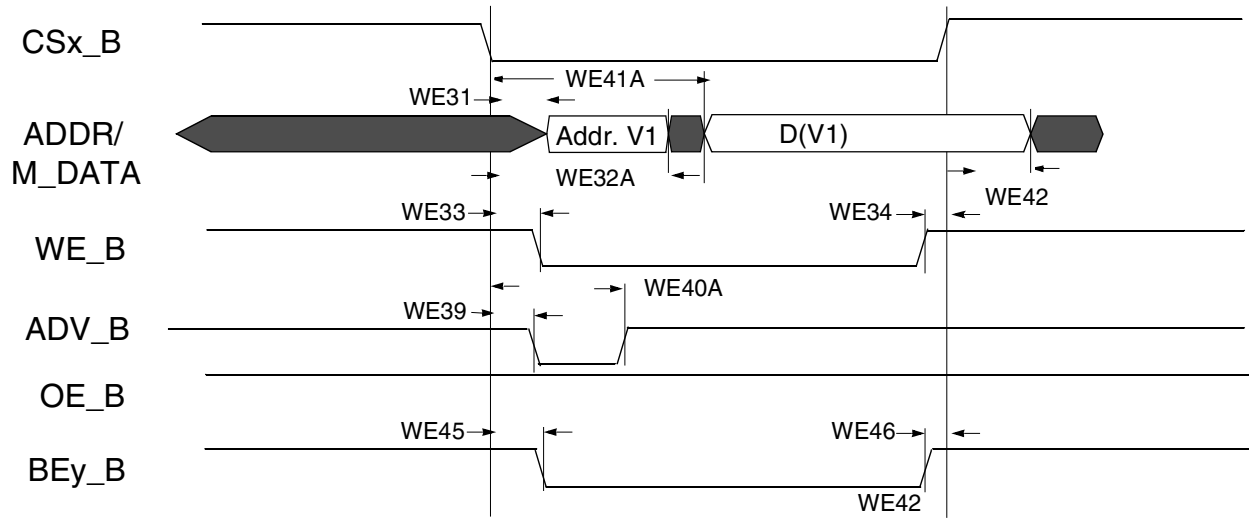 CSx_B
WE41A
WE31
ADDR/
M_DATA
Addr. V1
D(V1)
WE32A
WE42
WE33
WE34
WE_B
WE40A
WE39
ADV_B
OE_B
WE45
WE46
BEy_B
WE42